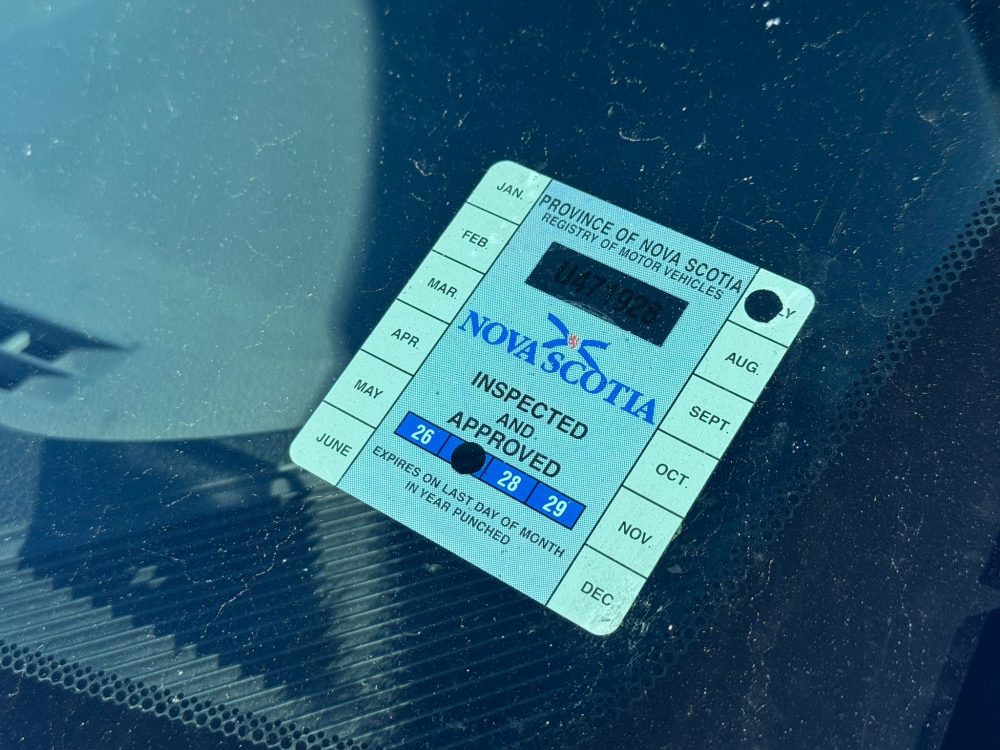 PROVINCE OF NOVA SCOTIA
REGISTRY OF MOTOR VEHICLES
U471928
NOVA SCOTIA
INSPECTED
AND
APPROVED
26 28 29
EXPIRES ON LAST DAY OF MONTH
IN YEAR PUNCHED
JAN.
FEB.
MAR.
APR.
MAY
JUNE
Y
AUG.
SEPT.
OCT.
NOV.
DEC.